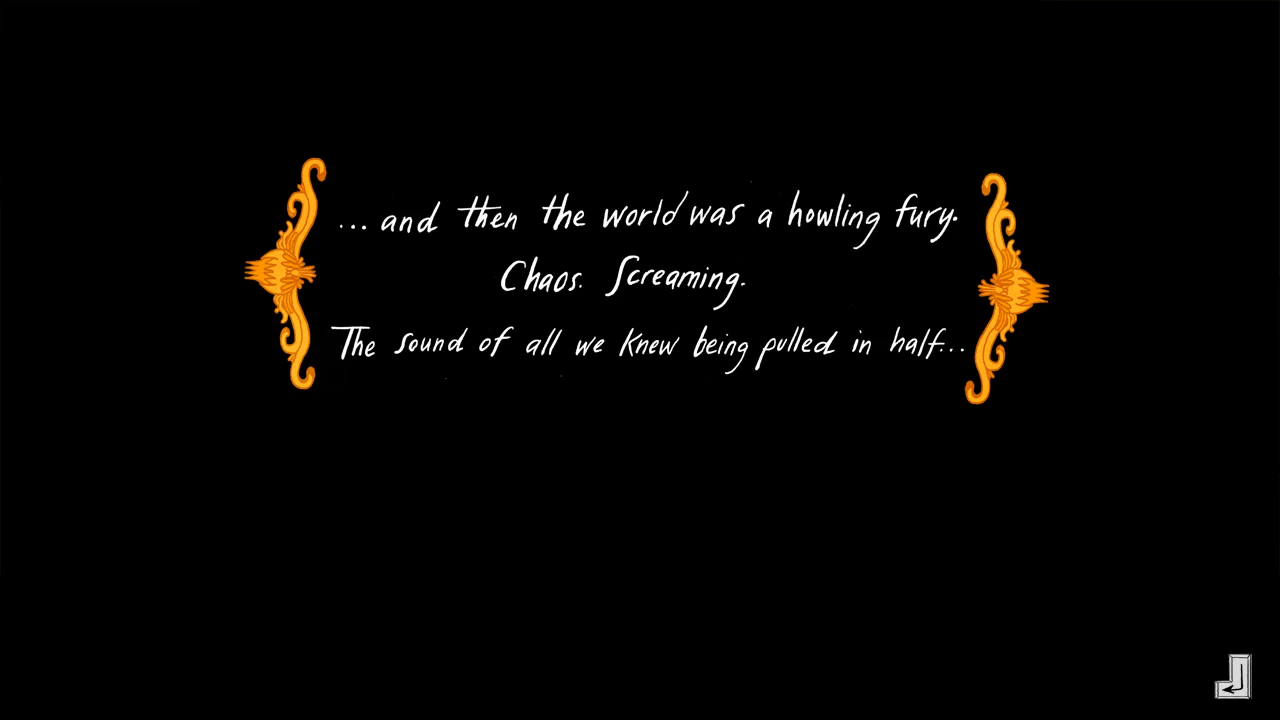 ... and then the world was a howling fury.
Chaos. Screaming.
The sound of all we knew being pulled in half...